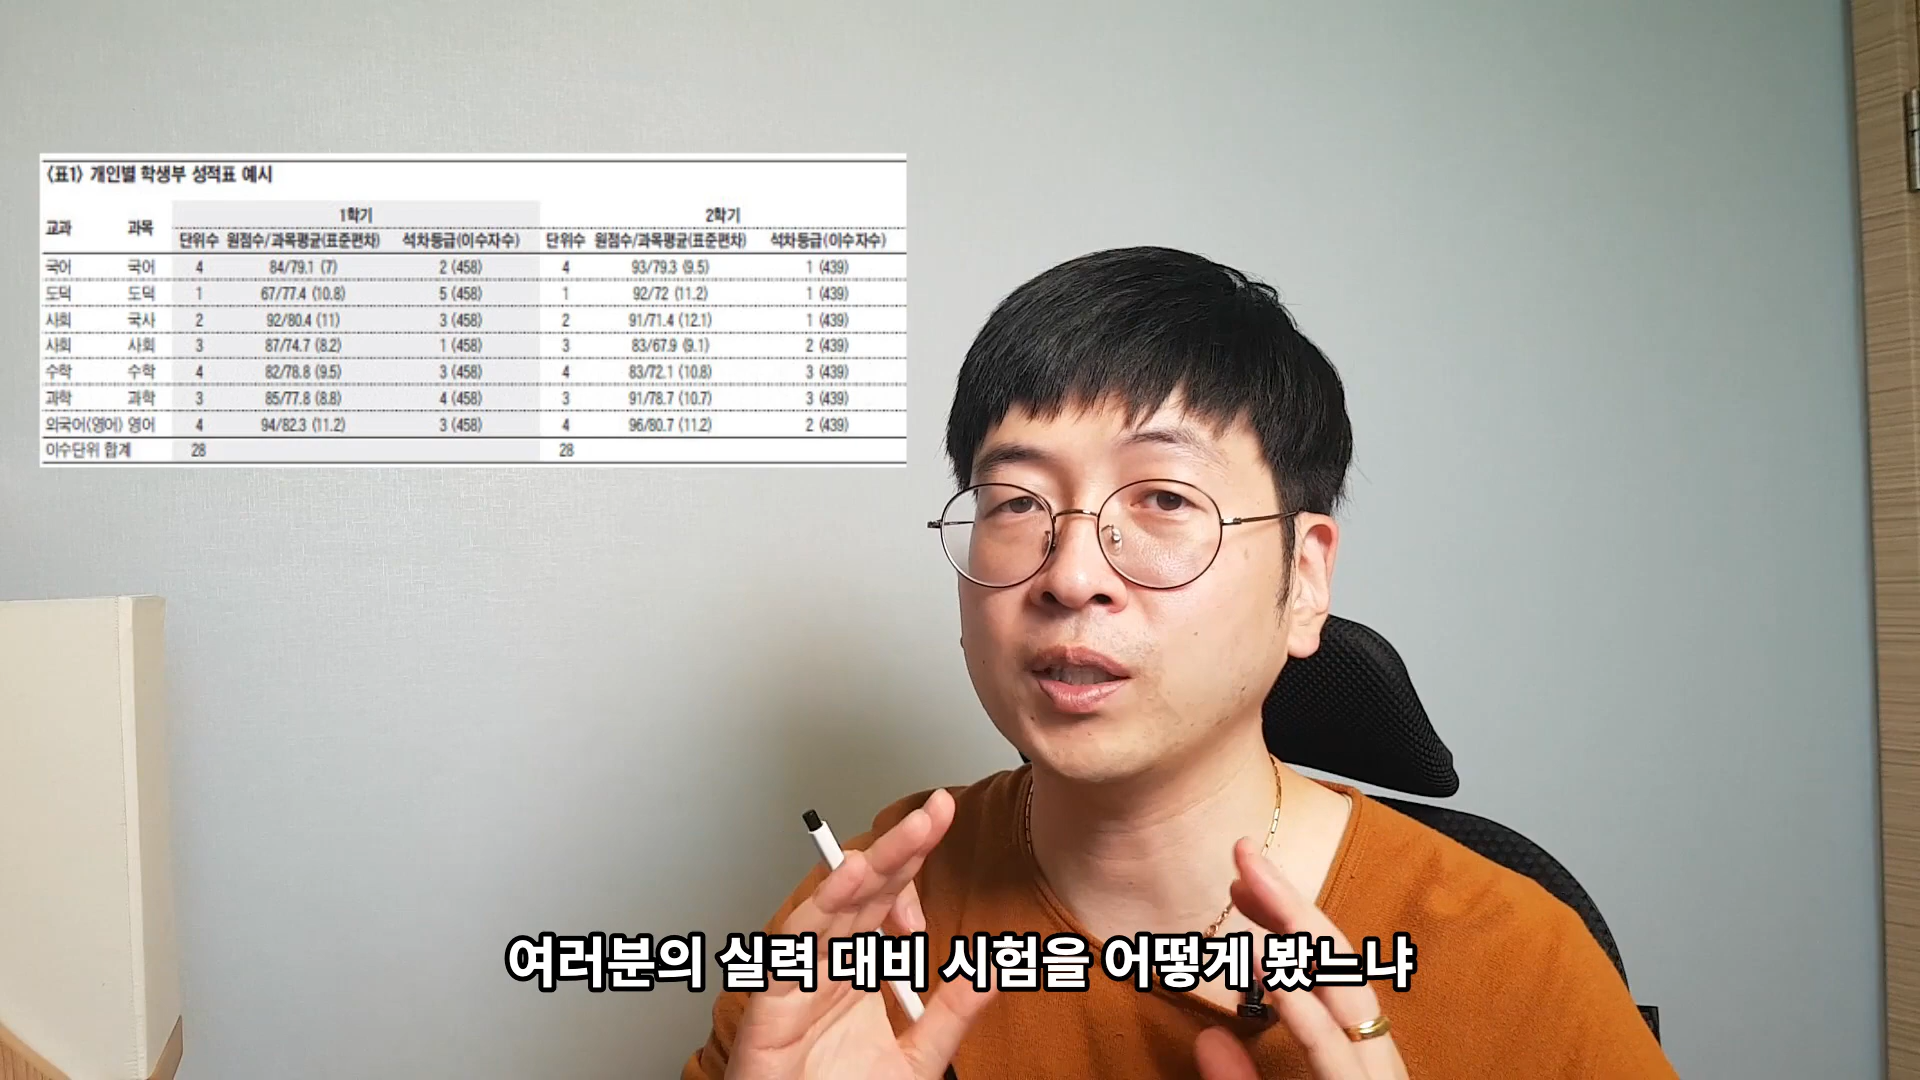 〈표1〉 개인별 학생부 성적표 예시
교과 과목 1학기 2학기
단위수 원점수/과목평균(표준편차) 석차등급(이수자수) 단위수 원점수/과목평균(표준편차) 석차등급(이수자수)
국어 국어 4 84/79.1 (7) 2 (458) 4 93/79.3 (9.5) 1 (439)
도덕 도덕 1 67/77.4 (10.8) 5 (458) 1 92/72 (11.2) 1 (439)
사회 국사 2 92/80.4 (11) 3 (458) 2 91/71.4 (12.1) 1 (439)
사회 사회 3 87/74.7 (8.2) 1 (458) 3 83/67.9 (9.1) 2 (439)
수학 수학 4 82/78.8 (9.5) 3 (458) 4 83/72.1 (10.8) 3 (439)
과학 과학 3 85/77.8 (8.8) 4 (458) 3 91/78.7 (10.7) 3 (439)
외국어(영어) 영어 4 94/82.3 (11.2) 3 (458) 4 96/80.7 (11.2) 2 (439)
이수단위 합계 28 28
여러분의 실력 대비 시험을 어떻게 봤느냐